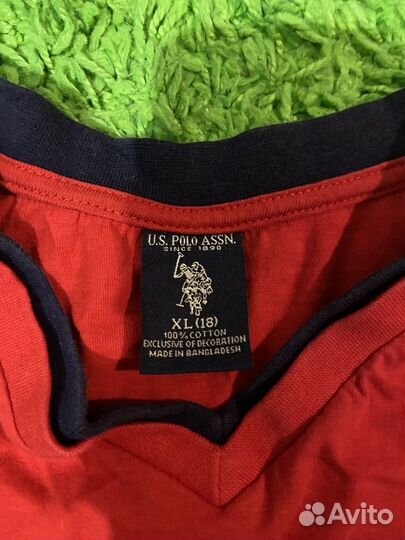 U.S. POLO ASSN.
SINCE 1890
XL (18)
100% COTTON
EXCLUSIVE OF DECORATION
MADE IN BANGLADESH
Avito